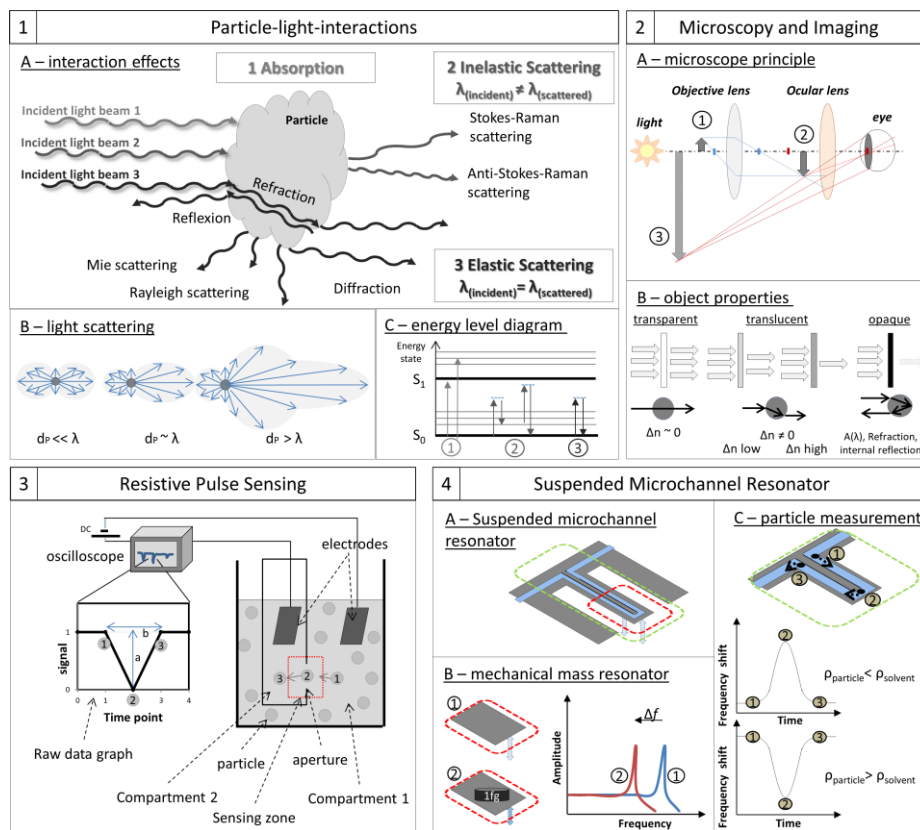 1 Particle-light-interactions
A – interaction effects
1 Absorption
2 Inelastic Scattering
λ(incident) ≠ λ(scattered)
Incident light beam 1
Particle
Stokes-Raman
scattering
Incident light beam 2
Incident light beam 3
Anti-Stokes-Raman
scattering
Refraction
Reflexion
Mie scattering
Rayleigh scattering
Diffraction
3 Elastic Scattering
λ(incident) = λ(scattered)
B – light scattering
dP << λ
dP ~ λ
dP > λ
C – energy level diagram
Energy
state
S1
S0
1
2
3
2 Microscopy and Imaging
A – microscope principle
Objective lens
Ocular lens
light
eye
1
2
3
B – object properties
transparent
translucent
opaque
Δn ~ 0
Δn ≠ 0
Δn low
Δn high
A(λ), Refraction,
internal reflection
3 Resistive Pulse Sensing
DC
oscilloscope
electrodes
signal
1
0
b
a
1
3
2
0 1 2 3 4
Time point
Raw data graph
3
2
1
particle
aperture
Compartment 2
Sensing zone
Compartment 1
4 Suspended Microchannel Resonator
A – Suspended microchannel
resonator
B – mechanical mass resonator
1
2
1fg
Δf
Amplitude
2
1
Frequency
C – particle measurement
1
3
2
Frequency shift
2
1
3
Time
ρparticle < ρsolvent
Frequency shift
1
3
2
Time
ρparticle > ρsolvent